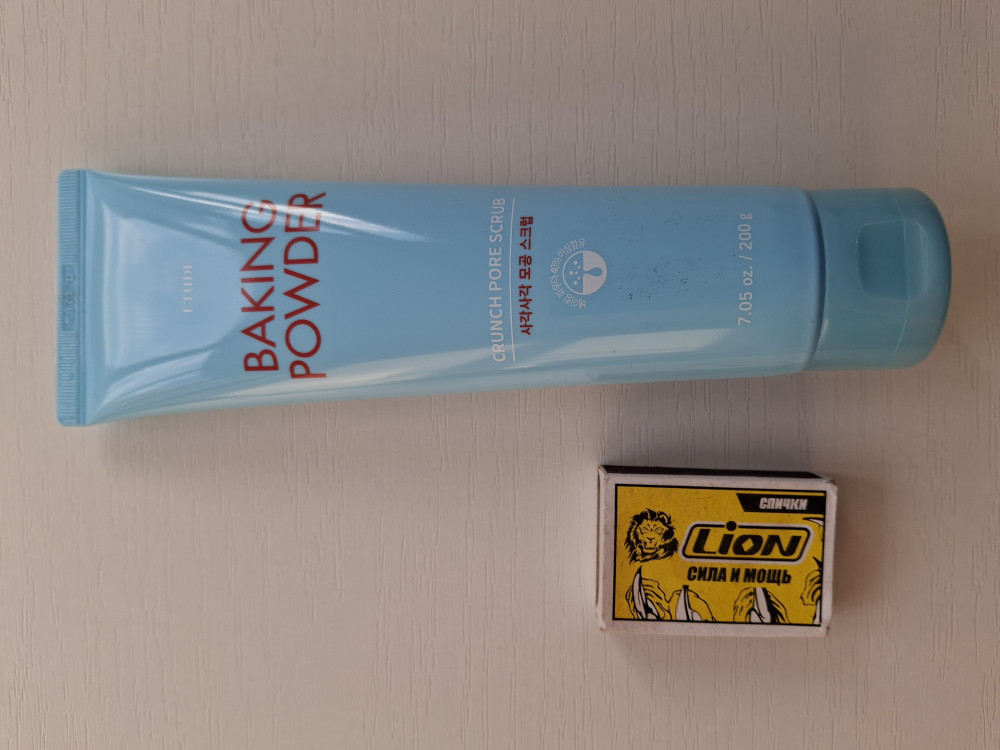 ETUDE
BAKING
POWDER
CRUNCH PORE SCRUB
사각사각 모공 스크럽
7.05 oz. / 200 g
СПИЧКИ
LION
СИЛА И МОЩЬ